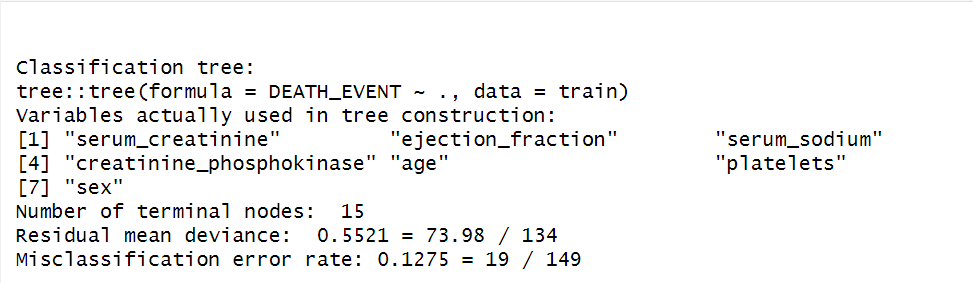 Classification tree:
tree::tree(formula = DEATH_EVENT ~ ., data = train)
Variables actually used in tree construction:
[1] "serum_creatinine"         "ejection_fraction"        "serum_sodium"
[4] "creatinine_phosphokinase" "age"                      "platelets"
[7] "sex"
Number of terminal nodes:  15
Residual mean deviance:  0.5521 = 73.98 / 134
Misclassification error rate: 0.1275 = 19 / 149